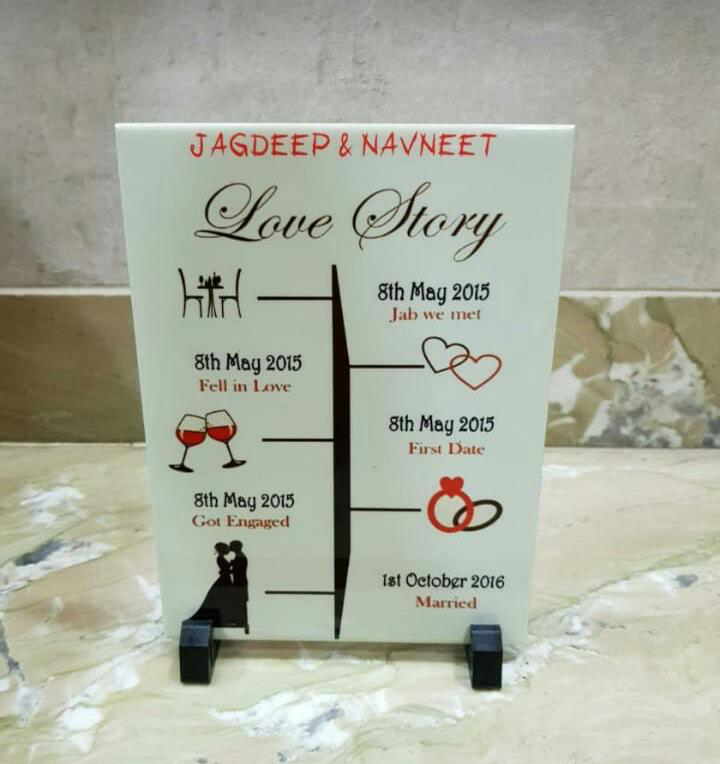 JAGDEEP & NAVNEET
Love Story
8th May 2015
Jab we met
8th May 2015
Fell in Love
8th May 2015
First Date
8th May 2015
Got Engaged
1st October 2016
Married